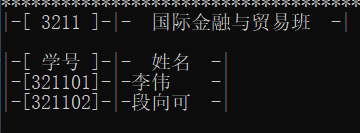 ****************************************
|-[ 3211 ]-|-  国际金融与贸易班  -|
|-[ 学号 ]-|-  姓名  -|
|-[321101]-|-李伟  -|
|-[321102]-|-段向可  -|